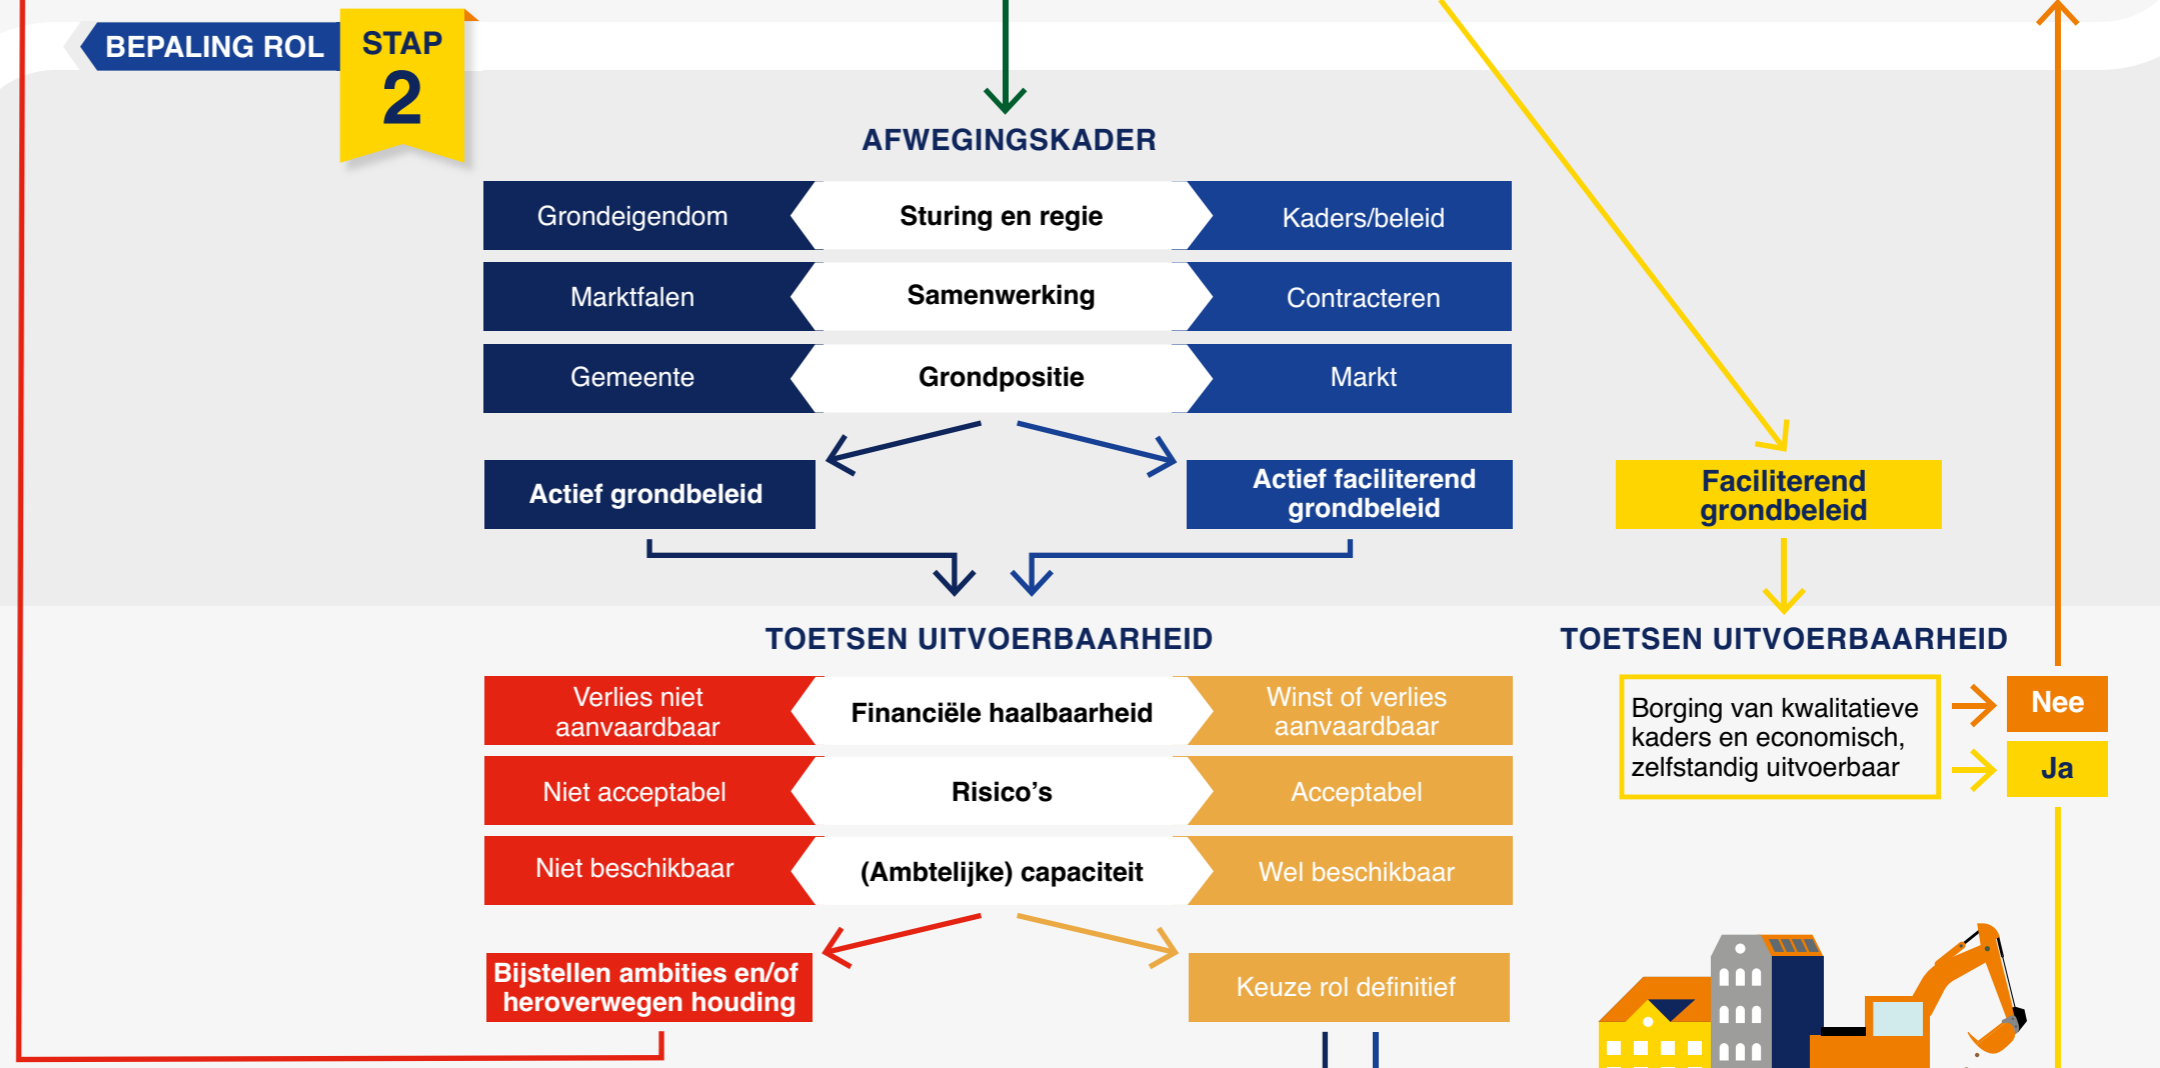 BEPALING ROL
STAP
2
AFWEGINGSKADER
Grondeigendom
Sturing en regie
Kaders/beleid
Marktfalen
Samenwerking
Contracteren
Gemeente
Grondpositie
Markt
Actief grondbeleid
Actief faciliterend
grondbeleid
Faciliterend
grondbeleid
TOETSEN UITVOERBAARHEID
Verlies niet
aanvaardbaar
Financiële haalbaarheid
Winst of verlies
aanvaardbaar
Niet acceptabel
Risico’s
Acceptabel
Niet beschikbaar
(Ambtelijke) capaciteit
Wel beschikbaar
Bijstellen ambities en/of
heroverwegen houding
Keuze rol definitief
TOETSEN UITVOERBAARHEID
Borging van kwalitatieve
kaders en economisch,
zelfstandig uitvoerbaar
Nee
Ja